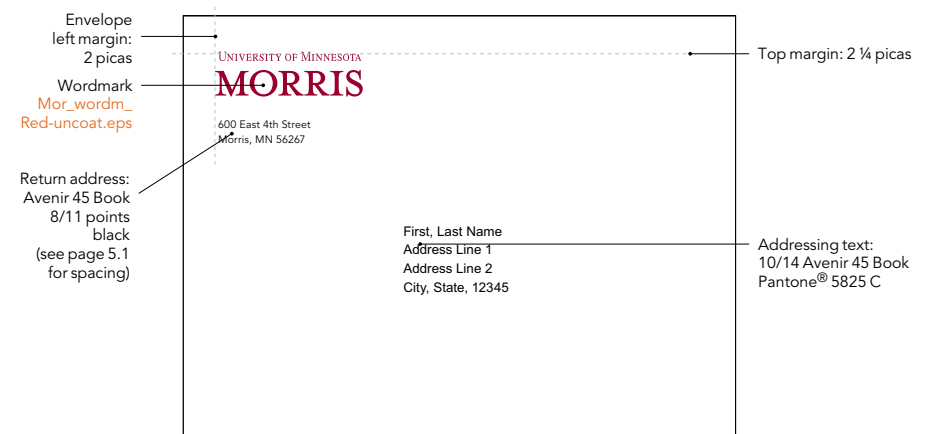 Envelope
left margin:
2 picas
Top margin: 2 ¼ picas
UNIVERSITY OF MINNESOTA
MORRIS
Wordmark
Mor_wordm_
Red-uncoat.eps
600 East 4th Street
Morris, MN 56267
Return address:
Avenir 45 Book
8/11 points
black
(see page 5.1
for spacing)
First, Last Name
Address Line 1
Address Line 2
City, State, 12345
Addressing text:
10/14 Avenir 45 Book
Pantone® 5825 C